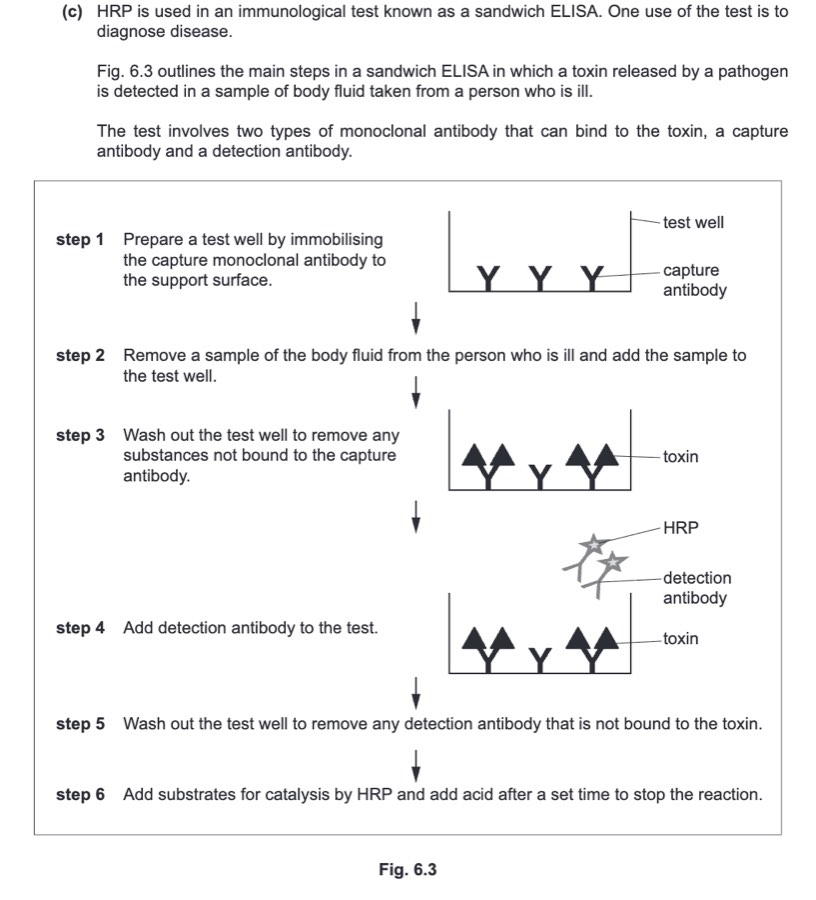 (c) HRP is used in an immunological test known as a sandwich ELISA. One use of the test is to
diagnose disease.
Fig. 6.3 outlines the main steps in a sandwich ELISA in which a toxin released by a pathogen
is detected in a sample of body fluid taken from a person who is ill.
The test involves two types of monoclonal antibody that can bind to the toxin, a capture
antibody and a detection antibody.
test well
step 1 Prepare a test well by immobilising
the capture monoclonal antibody to
the support surface.
capture
antibody
step 2 Remove a sample of the body fluid from the person who is ill and add the sample to
the test well.
step 3 Wash out the test well to remove any
substances not bound to the capture
antibody.
toxin
HRP
detection
antibody
step 4 Add detection antibody to the test.
toxin
step 5 Wash out the test well to remove any detection antibody that is not bound to the toxin.
step 6 Add substrates for catalysis by HRP and add acid after a set time to stop the reaction.
Fig. 6.3